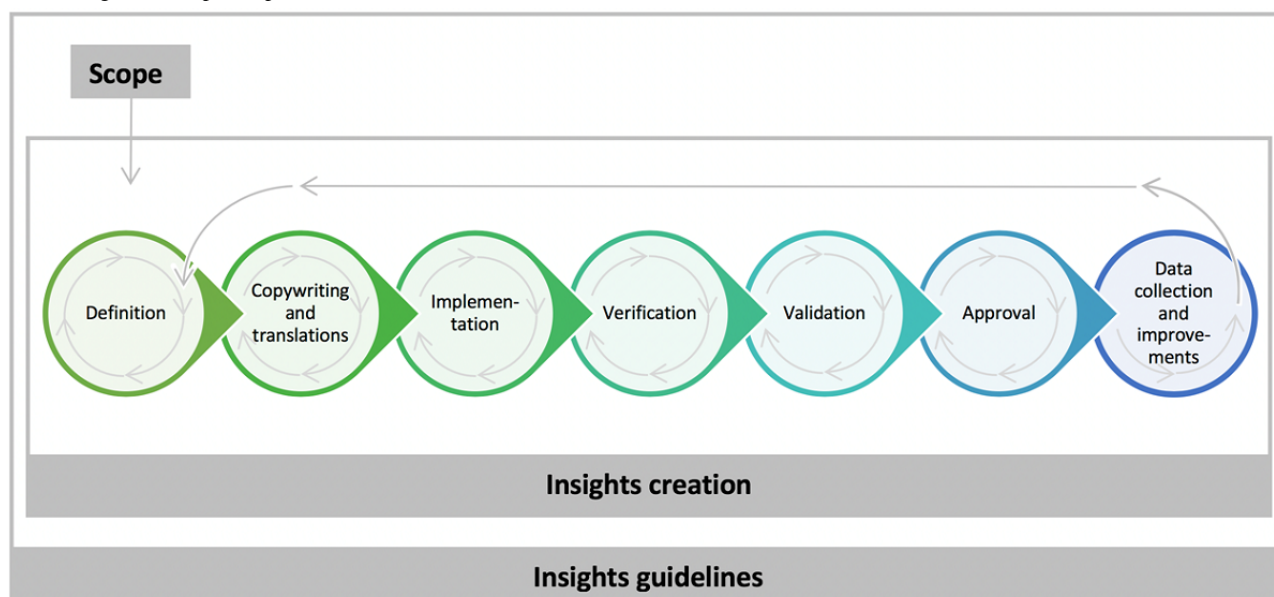 Scope
Definition
Copywriting
and
translations
Implemen-
tation
Verification
Validation
Approval
Data
collection
and
improve-
ments
Insights creation
Insights guidelines